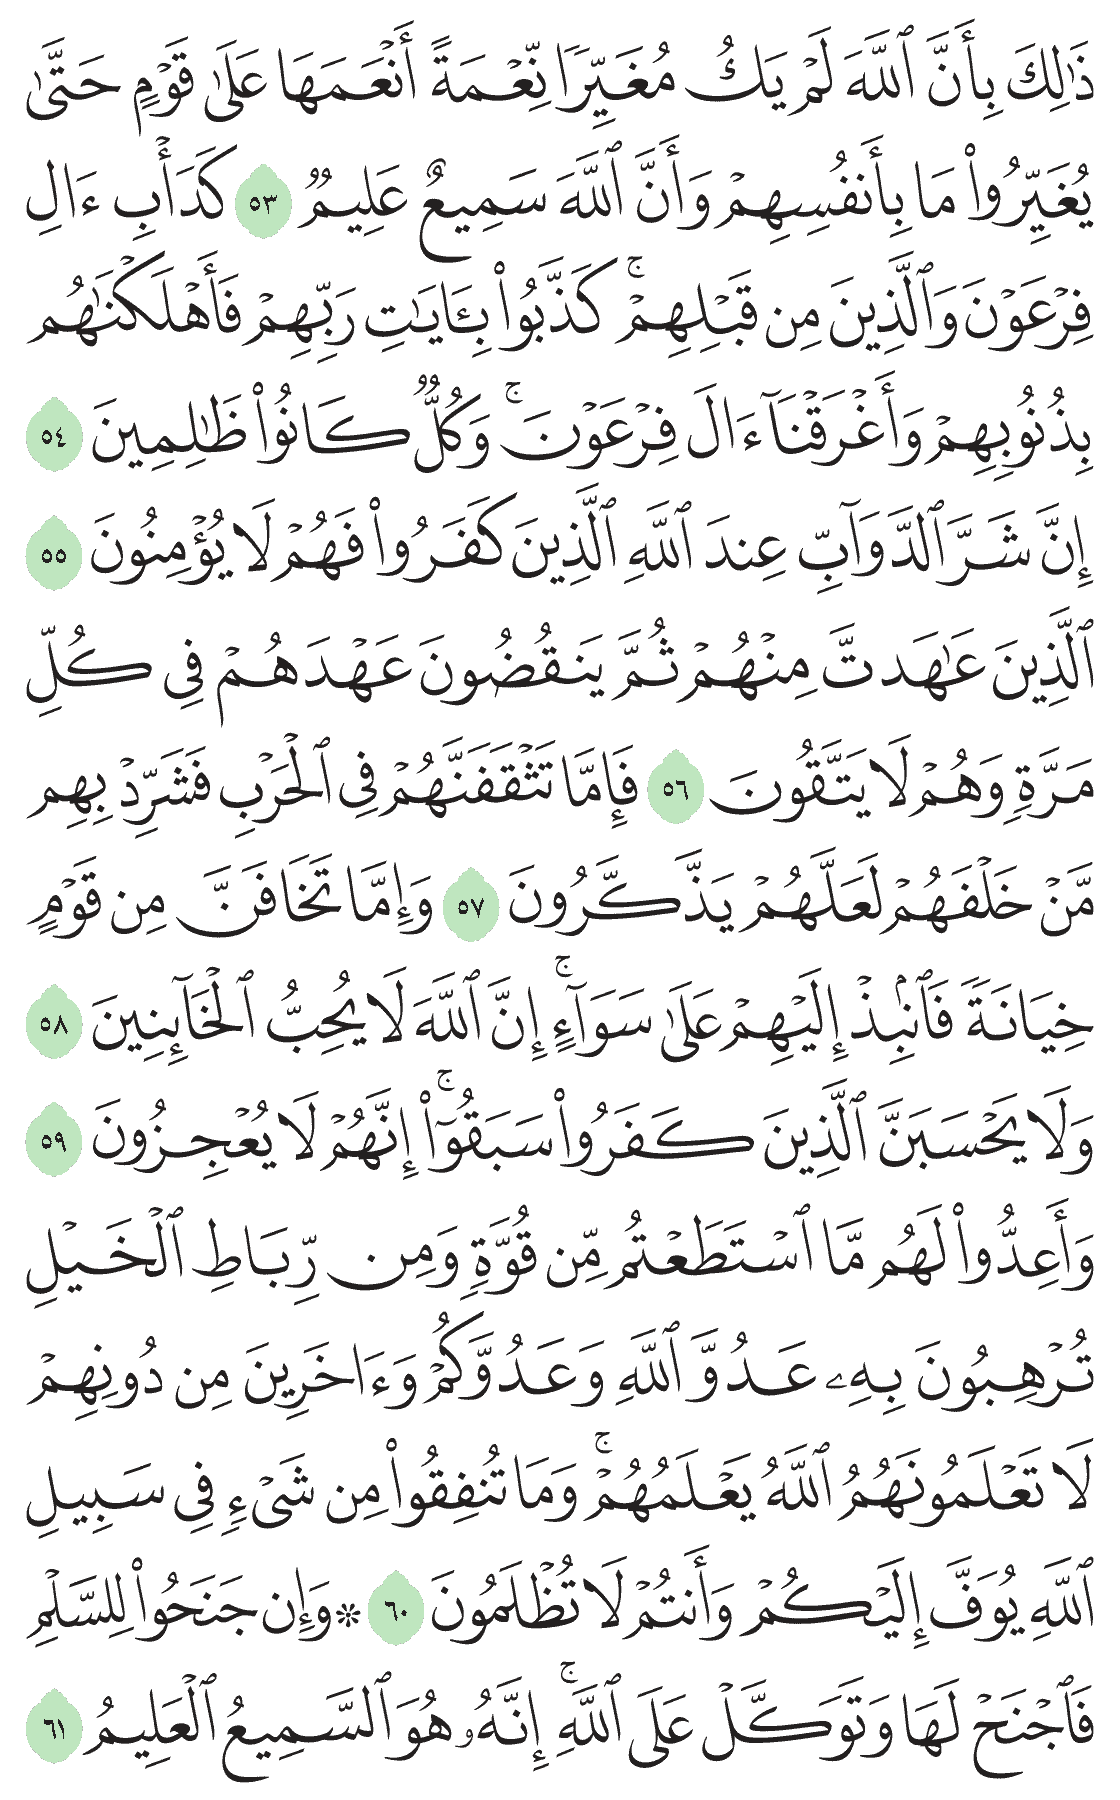 ذَٰلِكَ بِأَنَّ ٱللَّهَ لَمۡ يَكُ مُغَيِّرٗا نِّعۡمَةً أَنۡعَمَهَا عَلَىٰ قَوۡمٍ حَتَّىٰ
يُغَيِّرُواْ مَا بِأَنفُسِهِمۡ وَأَنَّ ٱللَّهَ سَمِيعٌ عَلِيمٞ ٥٣ كَدَأۡبِ ءَالِ
فِرۡعَوۡنَ وَٱلَّذِينَ مِن قَبۡلِهِمۡۚ كَذَّبُواْ بِـَٔايَٰتِ رَبِّهِمۡ فَأَهۡلَكۡنَٰهُم
بِذُنُوبِهِمۡ وَأَغۡرَقۡنَآ ءَالَ فِرۡعَوۡنَۚ وَكُلّٞ كَانُواْ ظَٰلِمِينَ ٥٤
إِنَّ شَرَّ ٱلدَّوَآبِّ عِندَ ٱللَّهِ ٱلَّذِينَ كَفَرُواْ فَهُمۡ لَا يُؤۡمِنُونَ ٥٥
ٱلَّذِينَ عَٰهَدتَّ مِنۡهُمۡ ثُمَّ يَنقُضُونَ عَهۡدَهُمۡ فِي كُلِّ
مَرَّةٖ وَهُمۡ لَا يَتَّقُونَ ٥٦ فَإِمَّا تَثۡقَفَنَّهُمۡ فِي ٱلۡحَرۡبِ فَشَرِّدۡ بِهِم
مَّنۡ خَلۡفَهُمۡ لَعَلَّهُمۡ يَذَّكَّرُونَ ٥٧ وَإِمَّا تَخَافَنَّ مِن قَوۡمٍ
خِيَانَةٗ فَٱنۢبِذۡ إِلَيۡهِمۡ عَلَىٰ سَوَآءٍۚ إِنَّ ٱللَّهَ لَا يُحِبُّ ٱلۡخَآئِنِينَ ٥٨
وَلَا يَحۡسَبَنَّ ٱلَّذِينَ كَفَرُواْ سَبَقُوٓاْۚ إِنَّهُمۡ لَا يُعۡجِزُونَ ٥٩
وَأَعِدُّواْ لَهُم مَّا ٱسۡتَطَعۡتُم مِّن قُوَّةٖ وَمِن رِّبَاطِ ٱلۡخَيۡلِ
تُرۡهِبُونَ بِهِۦ عَدُوَّ ٱللَّهِ وَعَدُوَّكُمۡ وَءَاخَرِينَ مِن دُونِهِمۡ
لَا تَعۡلَمُونَهُمُ ٱللَّهُ يَعۡلَمُهُمۡۚ وَمَا تُنفِقُواْ مِن شَيۡءٖ فِي سَبِيلِ
ٱللَّهِ يُوَفَّ إِلَيۡكُمۡ وَأَنتُمۡ لَا تُظۡلَمُونَ ٦٠ ۞وَإِن جَنَحُواْ لِلسَّلۡمِ
فَٱجۡنَحۡ لَهَا وَتَوَكَّلۡ عَلَى ٱللَّهِۚ إِنَّهُۥ هُوَ ٱلسَّمِيعُ ٱلۡعَلِيمُ ٦١